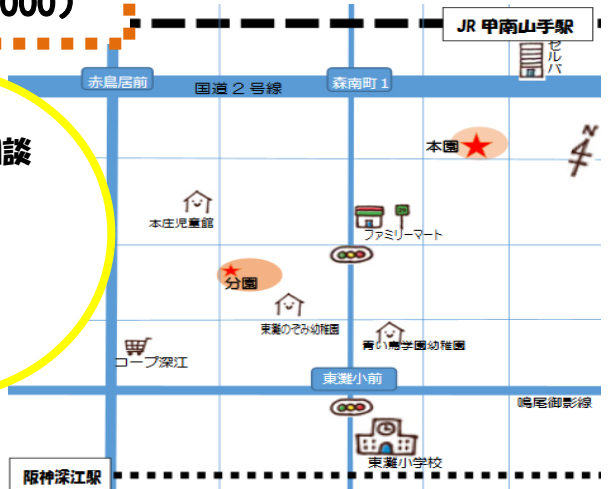 000)
JR 甲南山手駅
セルバ
赤鳥居前
国道2号線
森南町1
談
本園
N
本庄児童館
ファミリーマート
分園
東灘のぞみ幼稚園
青い鳥学園幼稚園
コープ深江
東灘小前
鳴尾御影線
東灘小学校
阪神深江駅